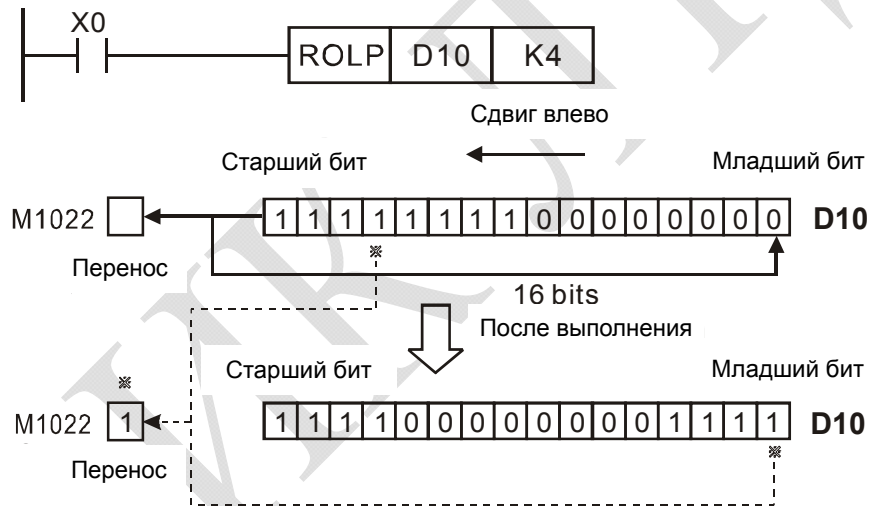 X0
ROLP D10 K4
Сдвиг влево
Старший бит Младший бит
M1022 1 1 1 1 1 1 1 1 0 0 0 0 0 0 0 0 D10
※
Перенос
16 bits
После выполнения
Старший бит Младший бит
※
M1022 1 1 1 1 1 0 0 0 0 0 0 0 0 1 1 1 1 D10
※
Перенос